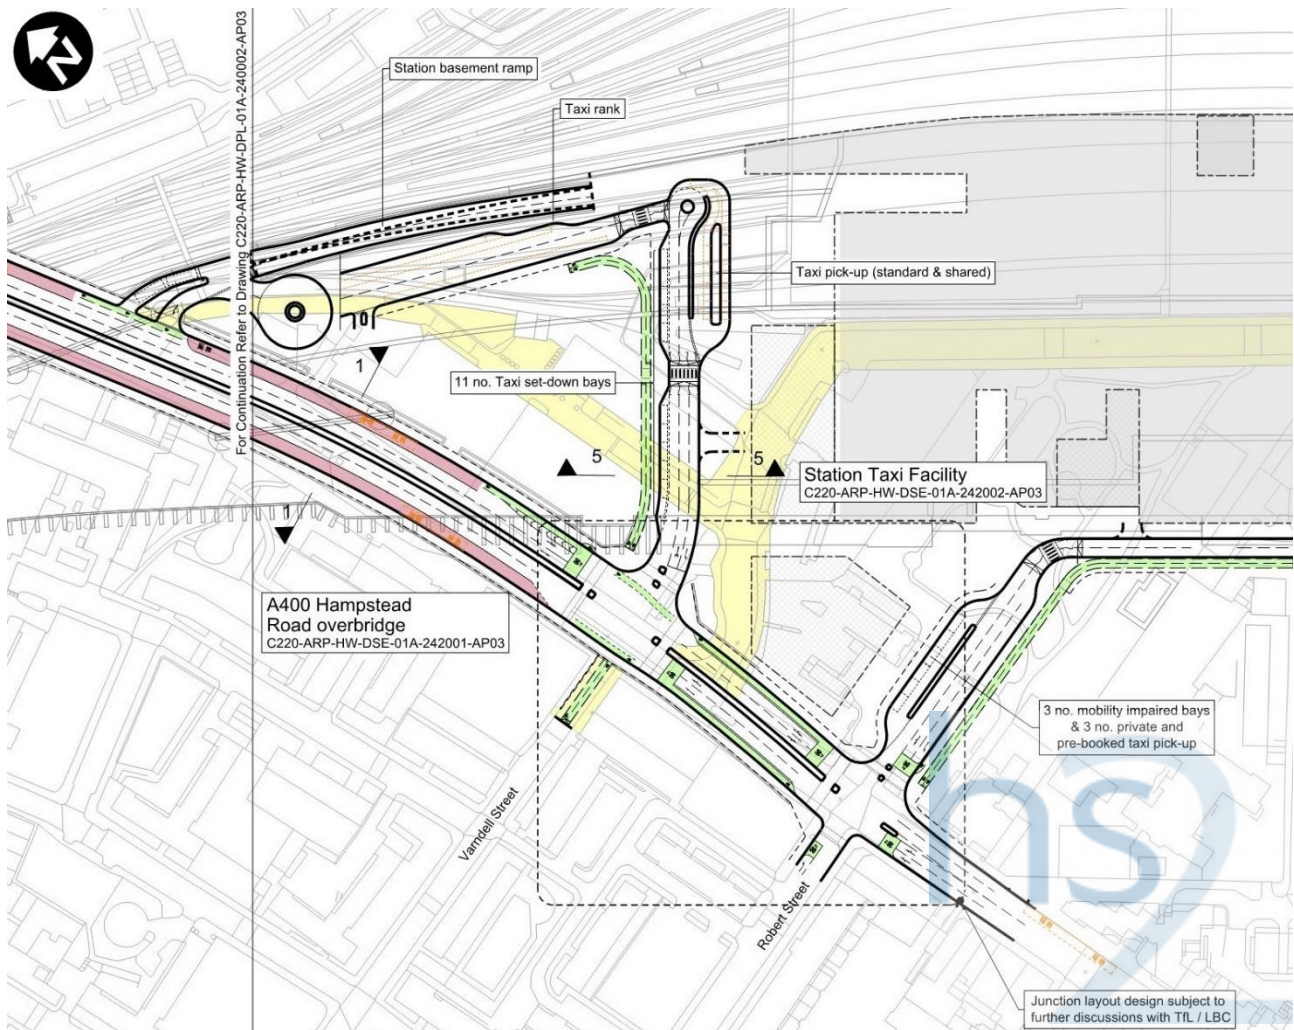 N
For Continuation Refer to Drawing C220-ARP-HW-DPL-01A-240002-AP03
Station basement ramp
Taxi rank
Taxi pick-up (standard & shared)
1
11 no. Taxi set-down bays
5
5
Station Taxi Facility
C220-ARP-HW-DSE-01A-242002-AP03
1
A400 Hampstead
Road overbridge
C220-ARP-HW-DSE-01A-242001-AP03
3 no. mobility impaired bays
& 3 no. private and
pre-booked taxi pick-up
Varndell Street
Robert Street
hs2
Junction layout design subject to
further discussions with TfL / LBC